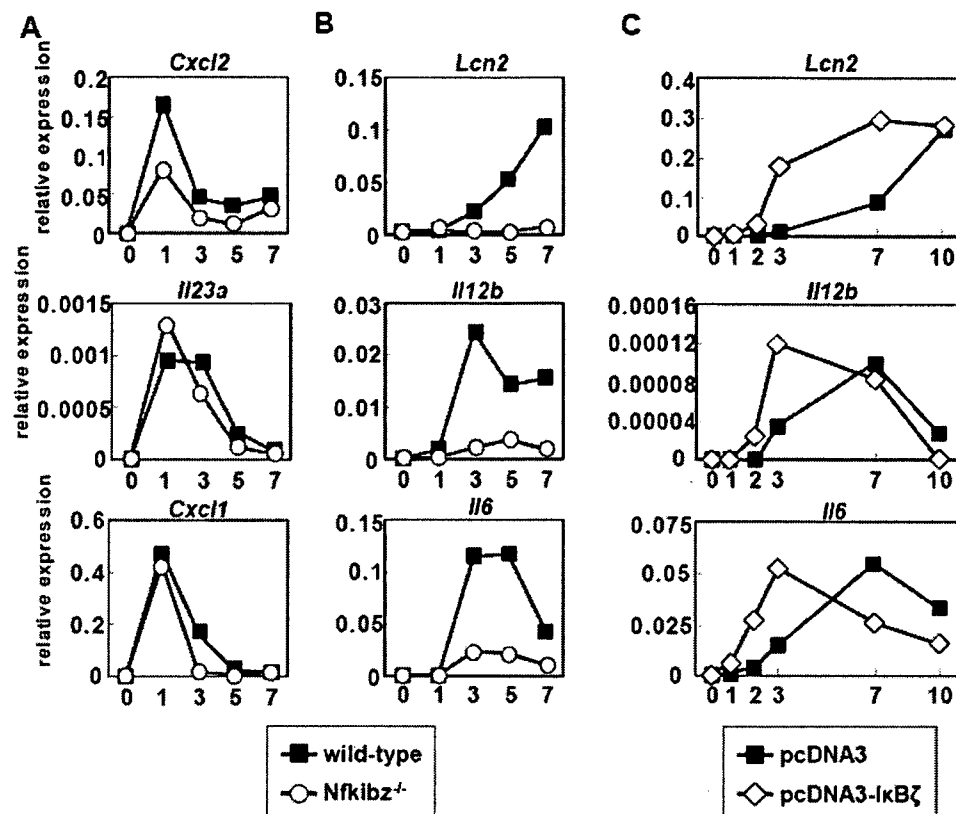 A
B
C
Cxcl2
relative expression
0.2
0.15
0.1
0.05
0
0 1 3 5 7
Lcn2
0.15
0.1
0.05
0
0 1 3 5 7
Lcn2
0.4
0.3
0.2
0.1
0
0 1 2 3 7 10
Il23a
relative expression
0.0015
0.001
0.0005
0
0 1 3 5 7
Il12b
0.03
0.02
0.01
0
0 1 3 5 7
Il12b
0.00016
0.00012
0.00008
0.00004
0
0 1 2 3 7 10
Cxcl1
relative expression
0.6
0.4
0.2
0
0 1 3 5 7
Il6
0.15
0.1
0.05
0
0 1 3 5 7
Il6
0.075
0.05
0.025
0
0 1 2 3 7 10
wild-type
Nfkibz-/-
pcDNA3
pcDNA3-IκBζ